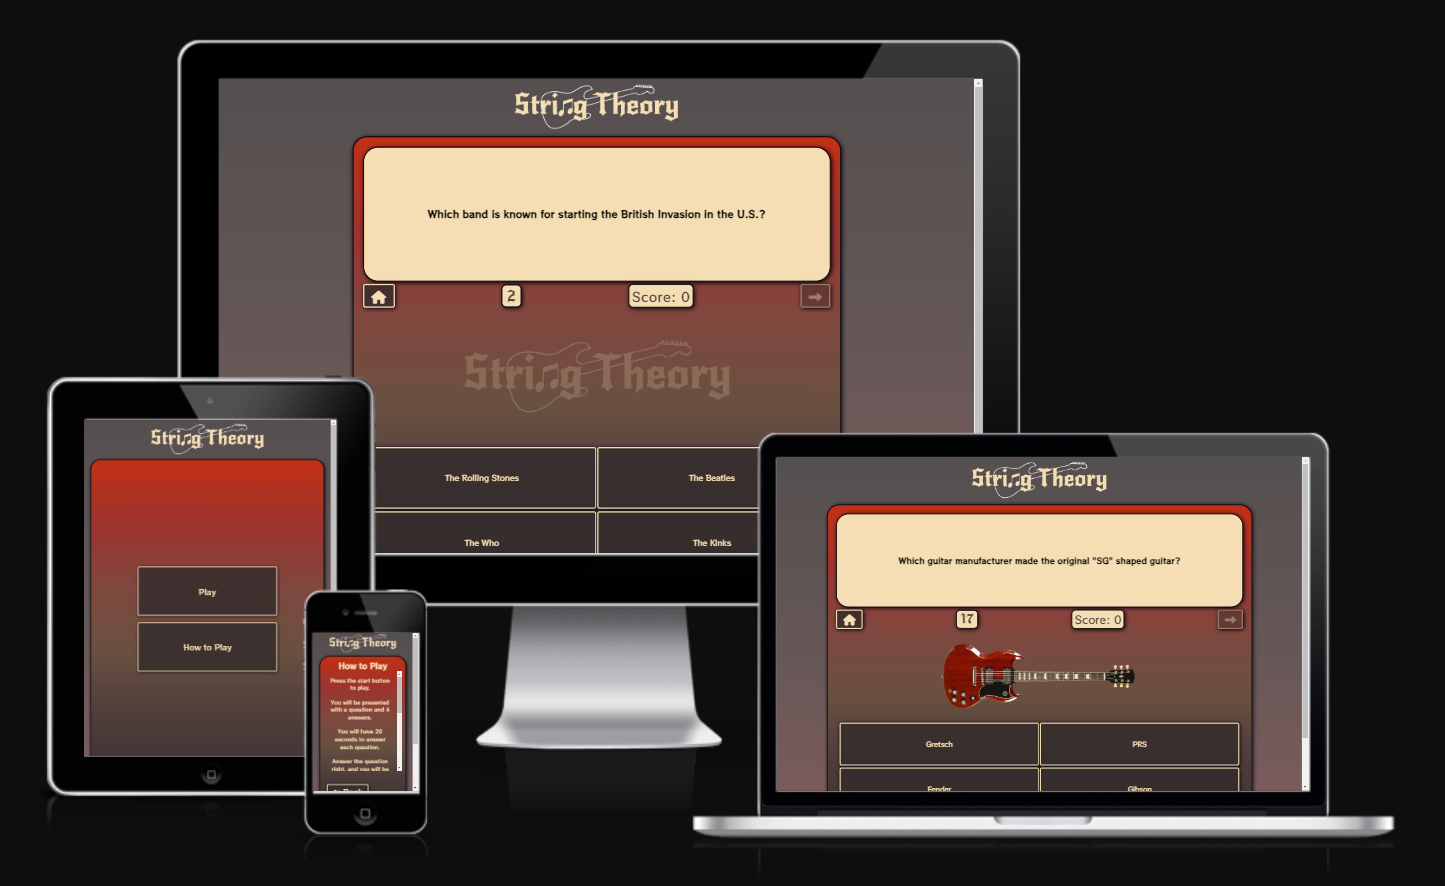 String Theory
Which band is known for starting the British Invasion in the U.S.?
2
Score: 0
String Theory
The Rolling Stones
The Beatles
The Who
The Kinks
String Theory
Play
How to Play
String Theory
How to Play
Press the start button
to play.
You will be presented
with a question and 4
answers.
You will have 20
seconds to answer
each question.
Answer the question
right, and you will be
String Theory
Which guitar manufacturer made the original "SG" shaped guitar?
17
Score: 0
Gretsch
PRS
Fender
Gibson